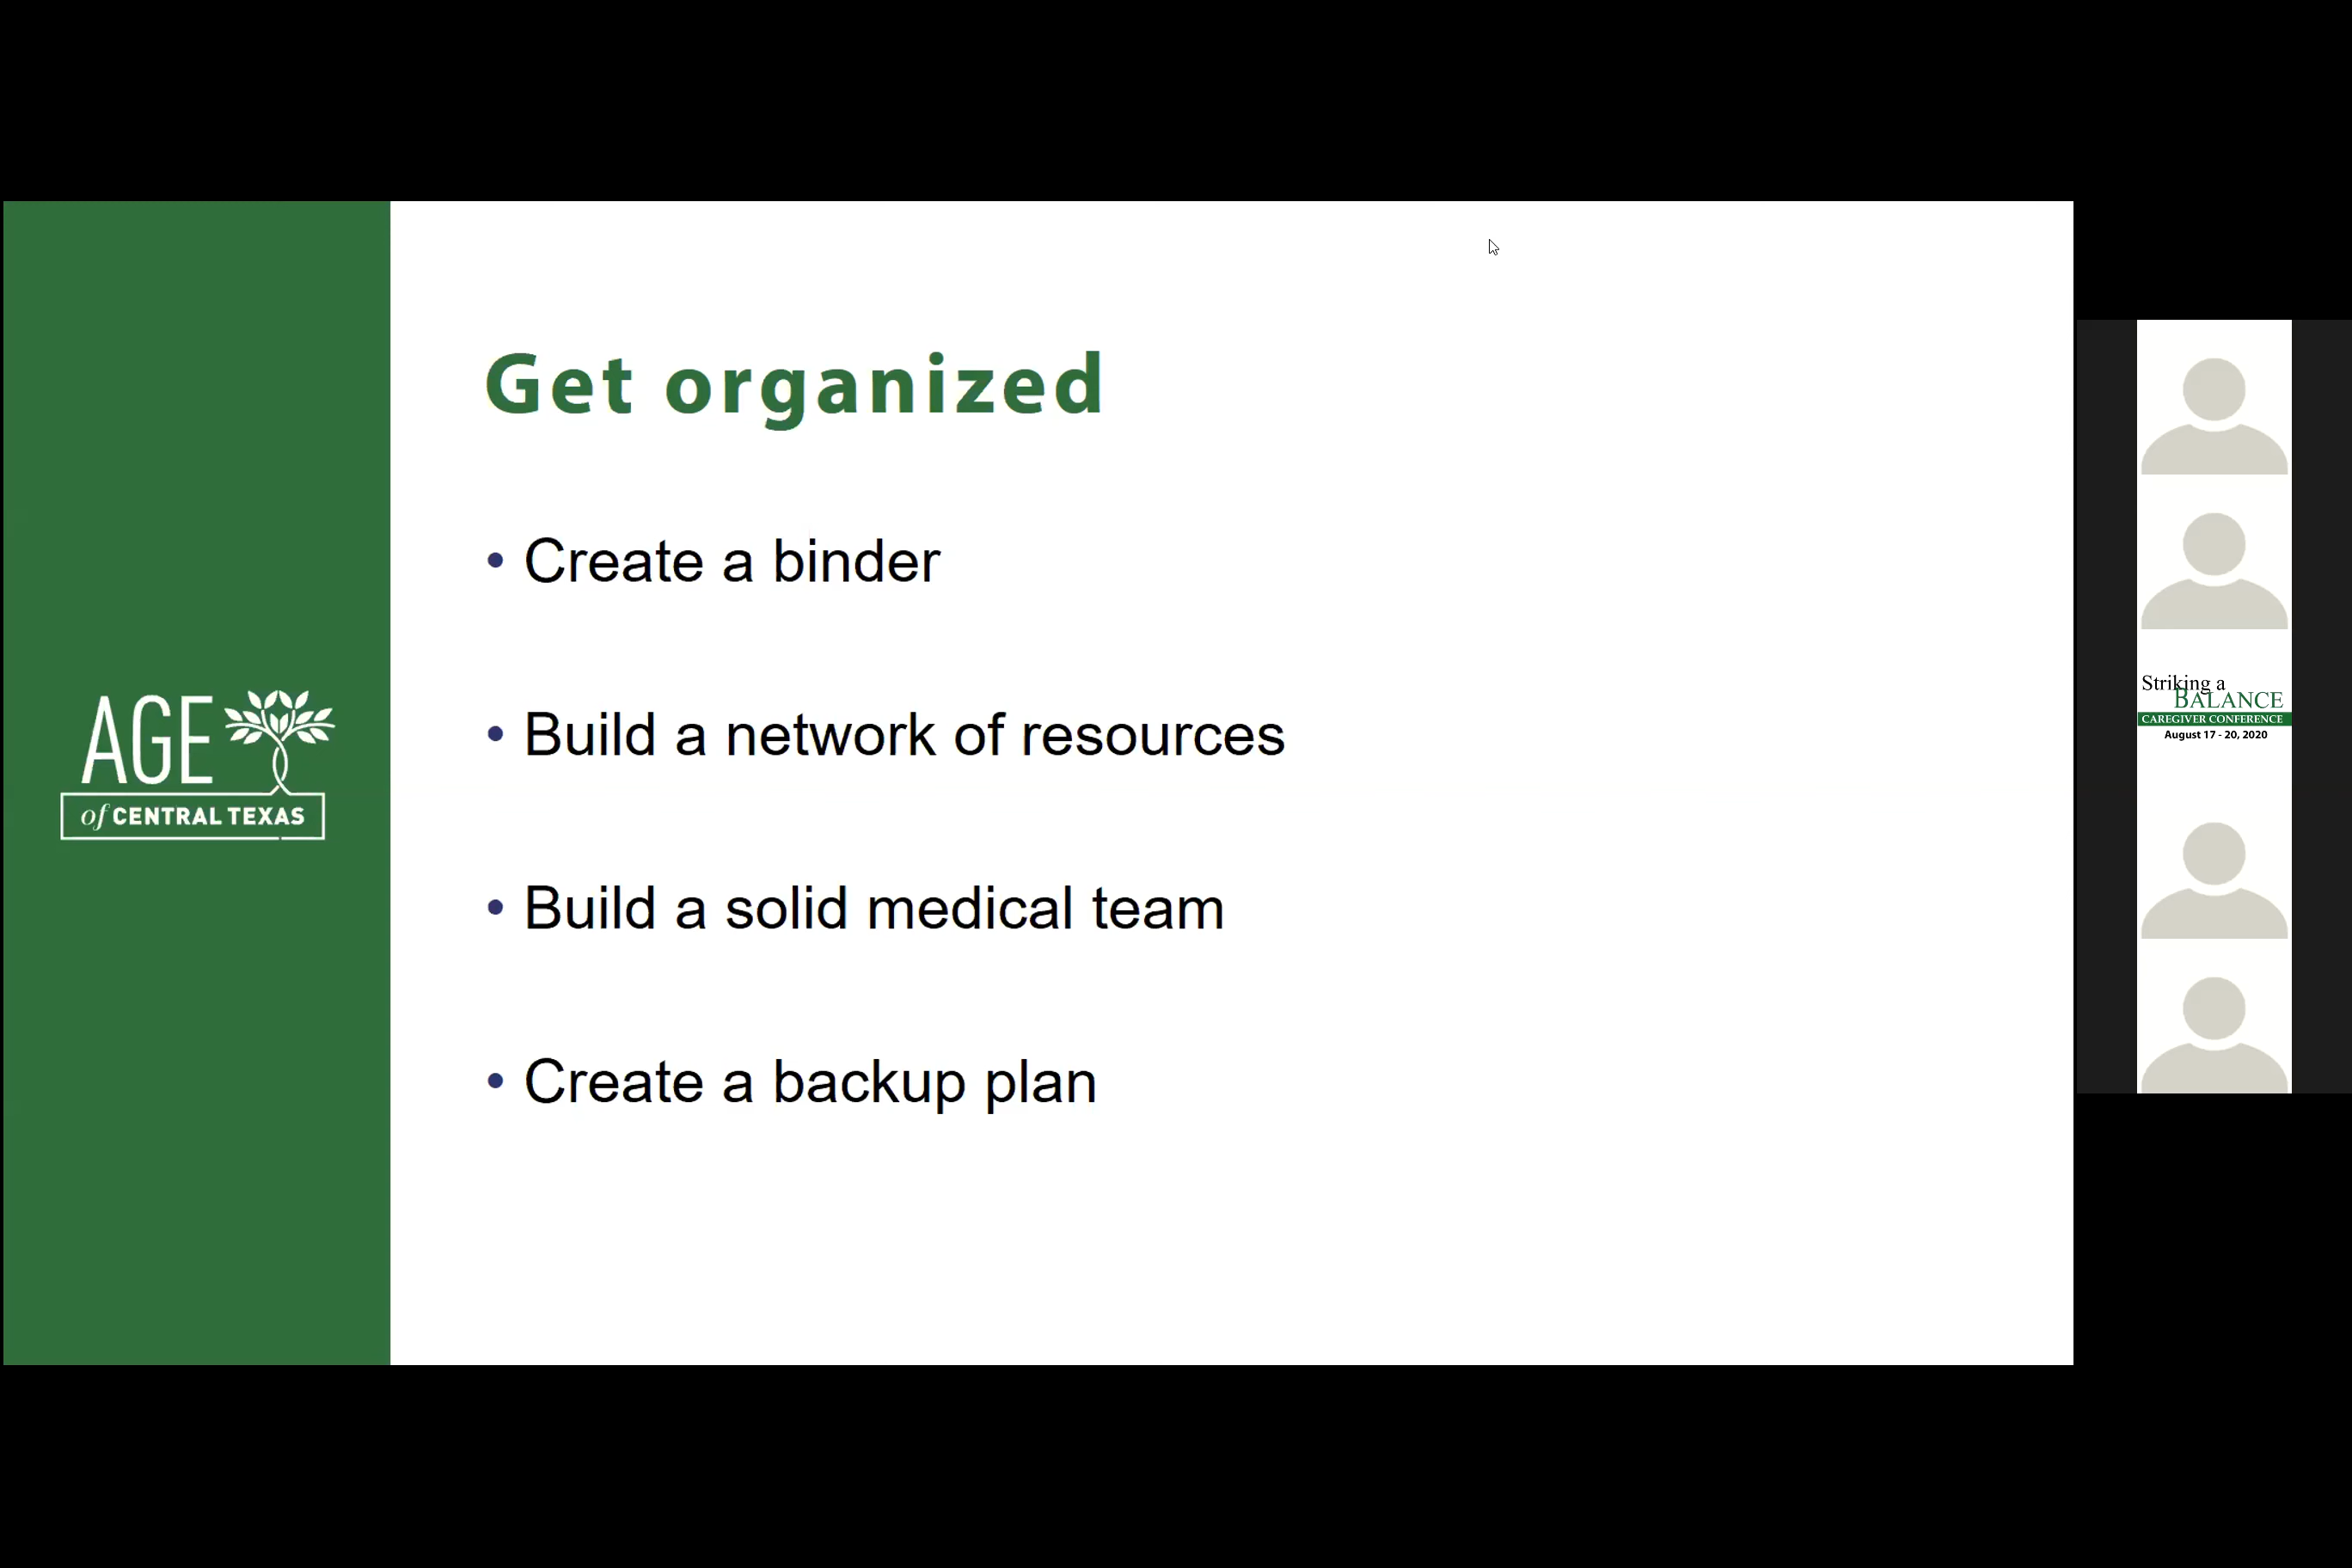 Get organized
• Create a binder
• Build a network of resources
• Build a solid medical team
• Create a backup plan
AGE
of CENTRAL TEXAS
Striking a
BALANCE
CAREGIVER CONFERENCE
August 17 - 20, 2020